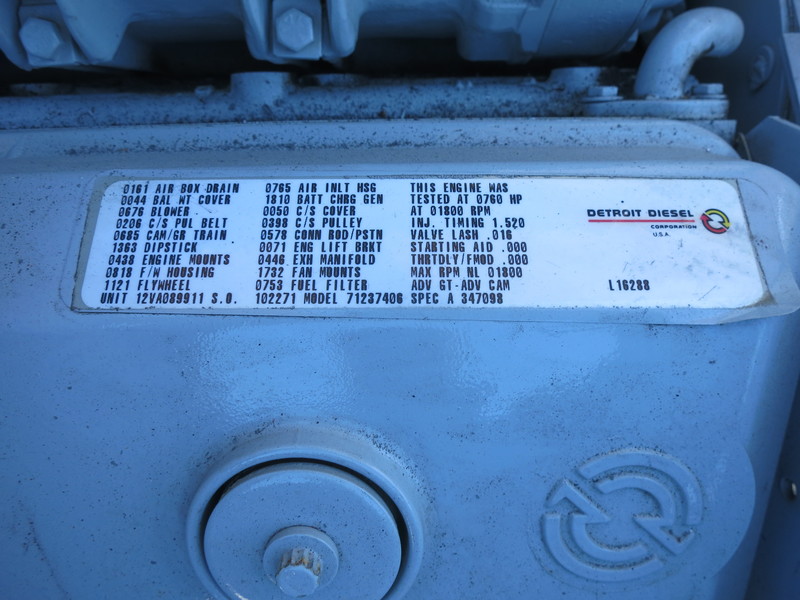 0161 AIR BOX DRAIN 0765 AIR INLT HSG THIS ENGINE WAS
0044 BAL WT COVER 1810 BATT CHRG GEN TESTED AT 0760 HP
0676 BLOWER 0050 C/S COVER AT 01800 RPM
0206 C/S PUL BELT 0398 C/S PULLEY INJ. TIMING 1.520
0685 CAM/GR TRAIN 0578 CONN ROD/PSTN VALVE LASH .016
1363 DIPSTICK 0071 ENG LIFT BRKT STARTING AID .000
0438 ENGINE MOUNTS 0446 EXH MANIFOLD THRTDLY/FMOD .000
0818 F/W HOUSING 1732 FAN MOUNTS MAX RPM NL 01800
1121 FLYWHEEL 0753 FUEL FILTER ADV GT-ADV CAM L16288
UNIT 12VA089911 S.O. 102271 MODEL 71237406 SPEC A 347098
DETROIT DIESEL
CORPORATION
U.S.A.